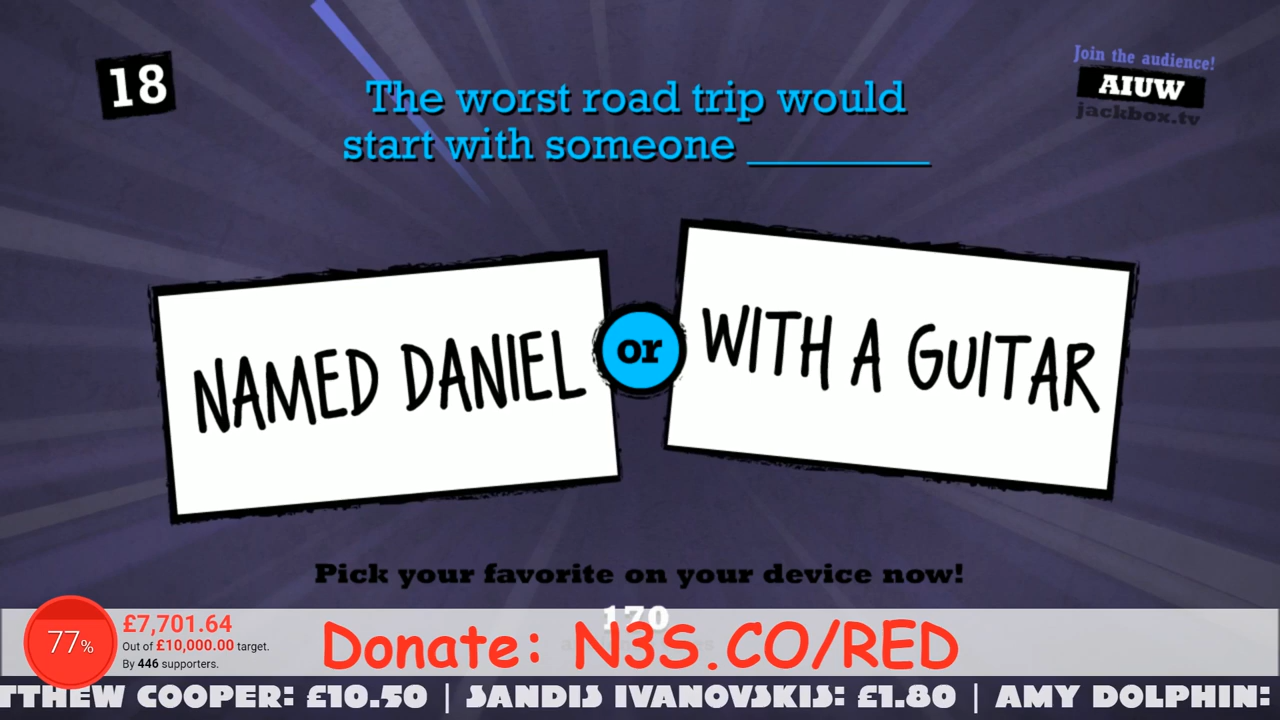 18
Join the audience!
AIUW
jackbox.tv
The worst road trip would
start with someone ________
NAMED DANIEL
or
WITH A GUITAR
Pick your favorite on your device now!
170
77%
£7,701.64
Out of £10,000.00 target.
By 446 supporters.
Donate: N3S.CO/RED
TTHEW COOPER: £10.50 | SANDIS IVANOVSKIS: £1.80 | AMY DOLPHIN: